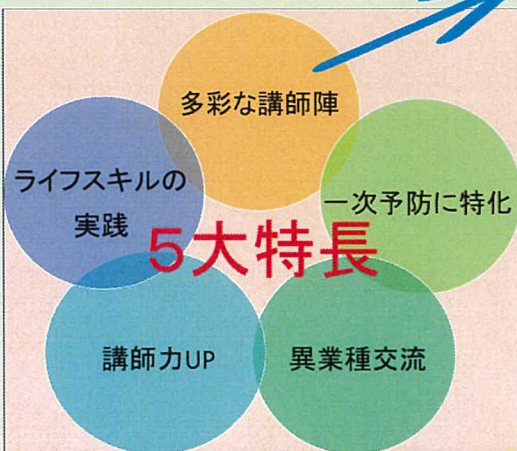 多彩な講師陣
ライフスキルの
実践
一次予防に特化
5大特長
講師力UP
異業種交流